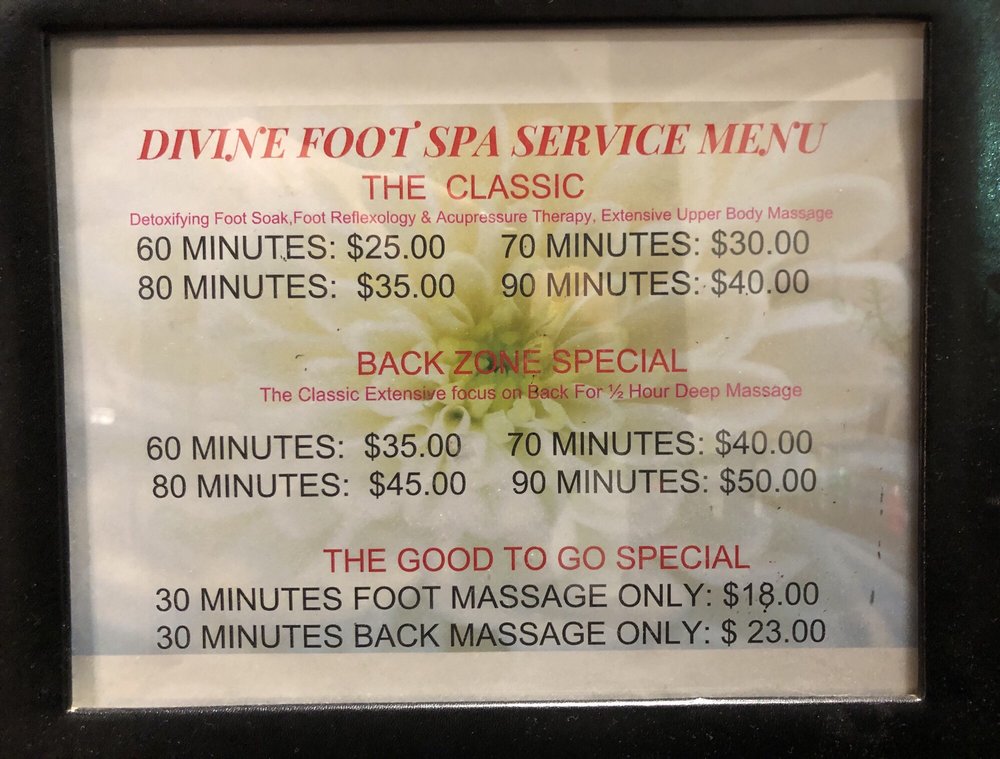 DIVINE FOOT SPA SERVICE MENU
THE CLASSIC
Detoxifying Foot Soak,Foot Reflexology & Acupressure Therapy, Extensive Upper Body Massage
60 MINUTES: $25.00 70 MINUTES: $30.00
80 MINUTES: $35.00 90 MINUTES: $40.00
BACK ZONE SPECIAL
The Classic Extensive focus on Back For ½ Hour Deep Massage
60 MINUTES: $35.00 70 MINUTES: $40.00
80 MINUTES: $45.00 90 MINUTES: $50.00
THE GOOD TO GO SPECIAL
30 MINUTES FOOT MASSAGE ONLY: $18.00
30 MINUTES BACK MASSAGE ONLY: $ 23.00